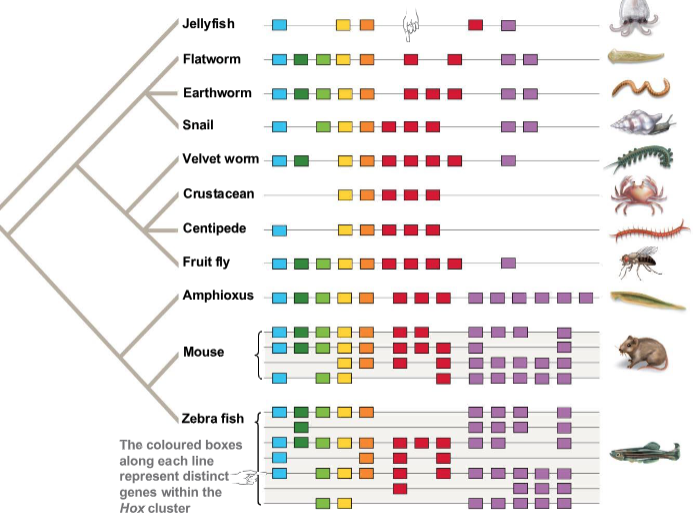 Jellyfish
Flatworm
Earthworm
Snail
Velvet worm
Crustacean
Centipede
Fruit fly
Amphioxus
Mouse
Zebra fish
The coloured boxes
along each line
represent distinct
genes within the
Hox cluster